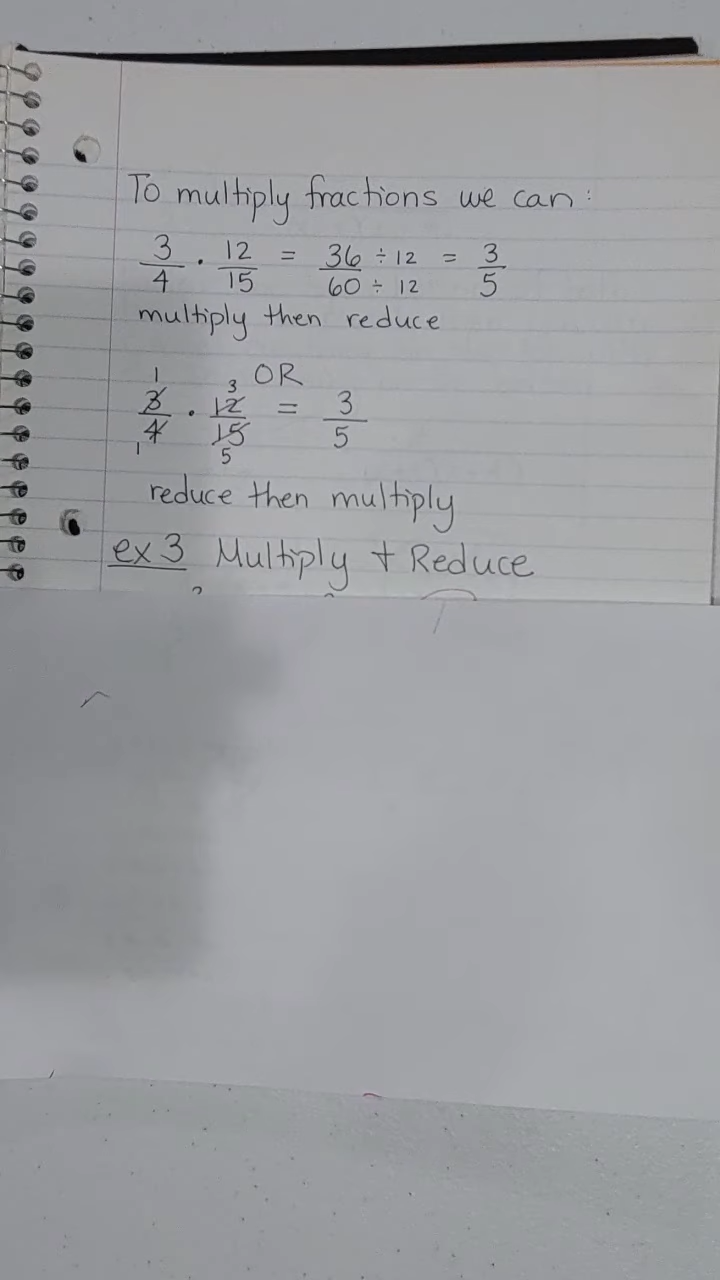 To multiply fractions we can:
3/4 · 12/15 = 36 ÷ 12 / 60 ÷ 12 = 3/5
multiply then reduce
OR
1 3
3/4 · 12/15 = 3/5
1 5
reduce then multiply
ex 3 Multiply + Reduce